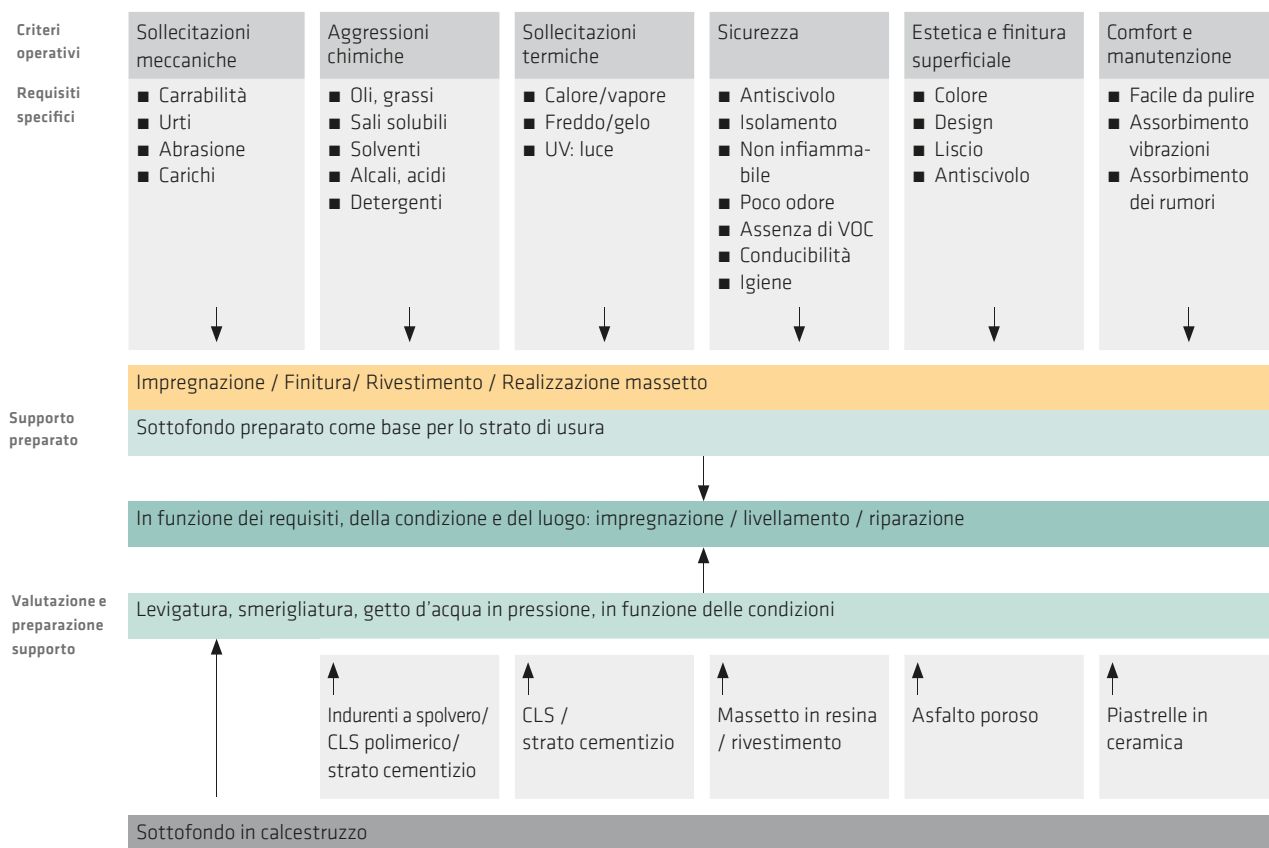 Criteri
operativi
Sollecitazioni
meccaniche
Aggressioni
chimiche
Sollecitazioni
termiche
Sicurezza
Estetica e finitura
superficiale
Comfort e
manutenzione
Requisiti
specifici
■ Carrabilità
■ Urti
■ Abrasione
■ Carichi
■ Oli, grassi
■ Sali solubili
■ Solventi
■ Alcali, acidi
■ Detergenti
■ Calore/vapore
■ Freddo/gelo
■ UV: luce
■ Antiscivolo
■ Isolamento
■ Non infiamma-
bile
■ Poco odore
■ Assenza di VOC
■ Conducibilità
■ Igiene
■ Colore
■ Design
■ Liscio
■ Antiscivolo
■ Facile da pulire
■ Assorbimento
vibrazioni
■ Assorbimento
dei rumori
Impregnazione / Finitura/ Rivestimento / Realizzazione massetto
Supporto
preparato
Sottofondo preparato come base per lo strato di usura
In funzione dei requisiti, della condizione e del luogo: impregnazione / livellamento / riparazione
Valutazione e
preparazione
supporto
Levigatura, smerigliatura, getto d'acqua in pressione, in funzione delle condizioni
Indurenti a spolvero/
CLS polimerico/
strato cementizio
CLS /
strato cementizio
Massetto in resina
/ rivestimento
Asfalto poroso
Piastrelle in
ceramica
Sottofondo in calcestruzzo